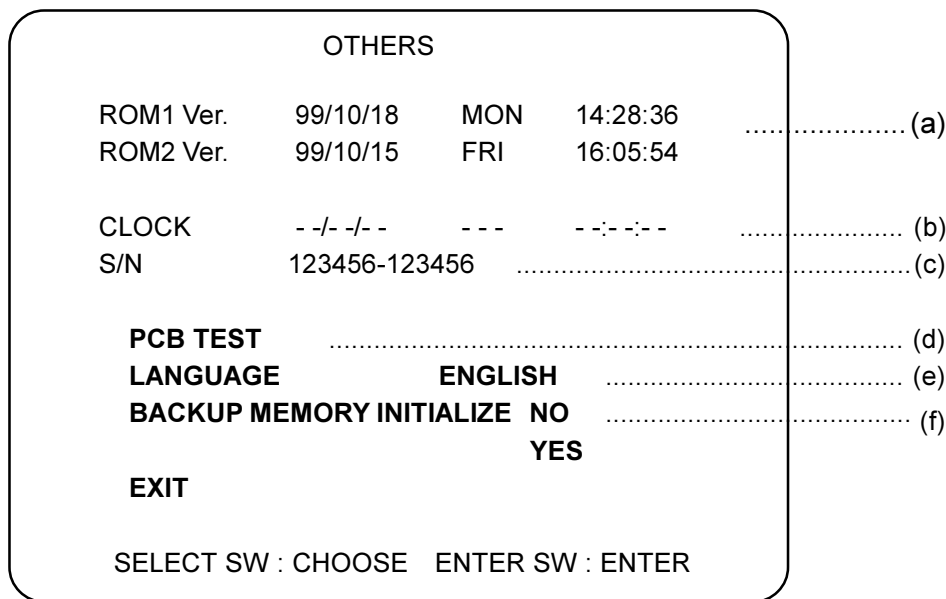 OTHERS
ROM1 Ver. 99/10/18 MON 14:28:36 .................... (a)
ROM2 Ver. 99/10/15 FRI 16:05:54
CLOCK - -/- -/- - - - - - -:- -:- - .................... (b)
S/N 123456-123456 .................... (c)
PCB TEST .................... (d)
LANGUAGE ENGLISH .................... (e)
BACKUP MEMORY INITIALIZE NO .................... (f)
YES
EXIT
SELECT SW : CHOOSE ENTER SW : ENTER